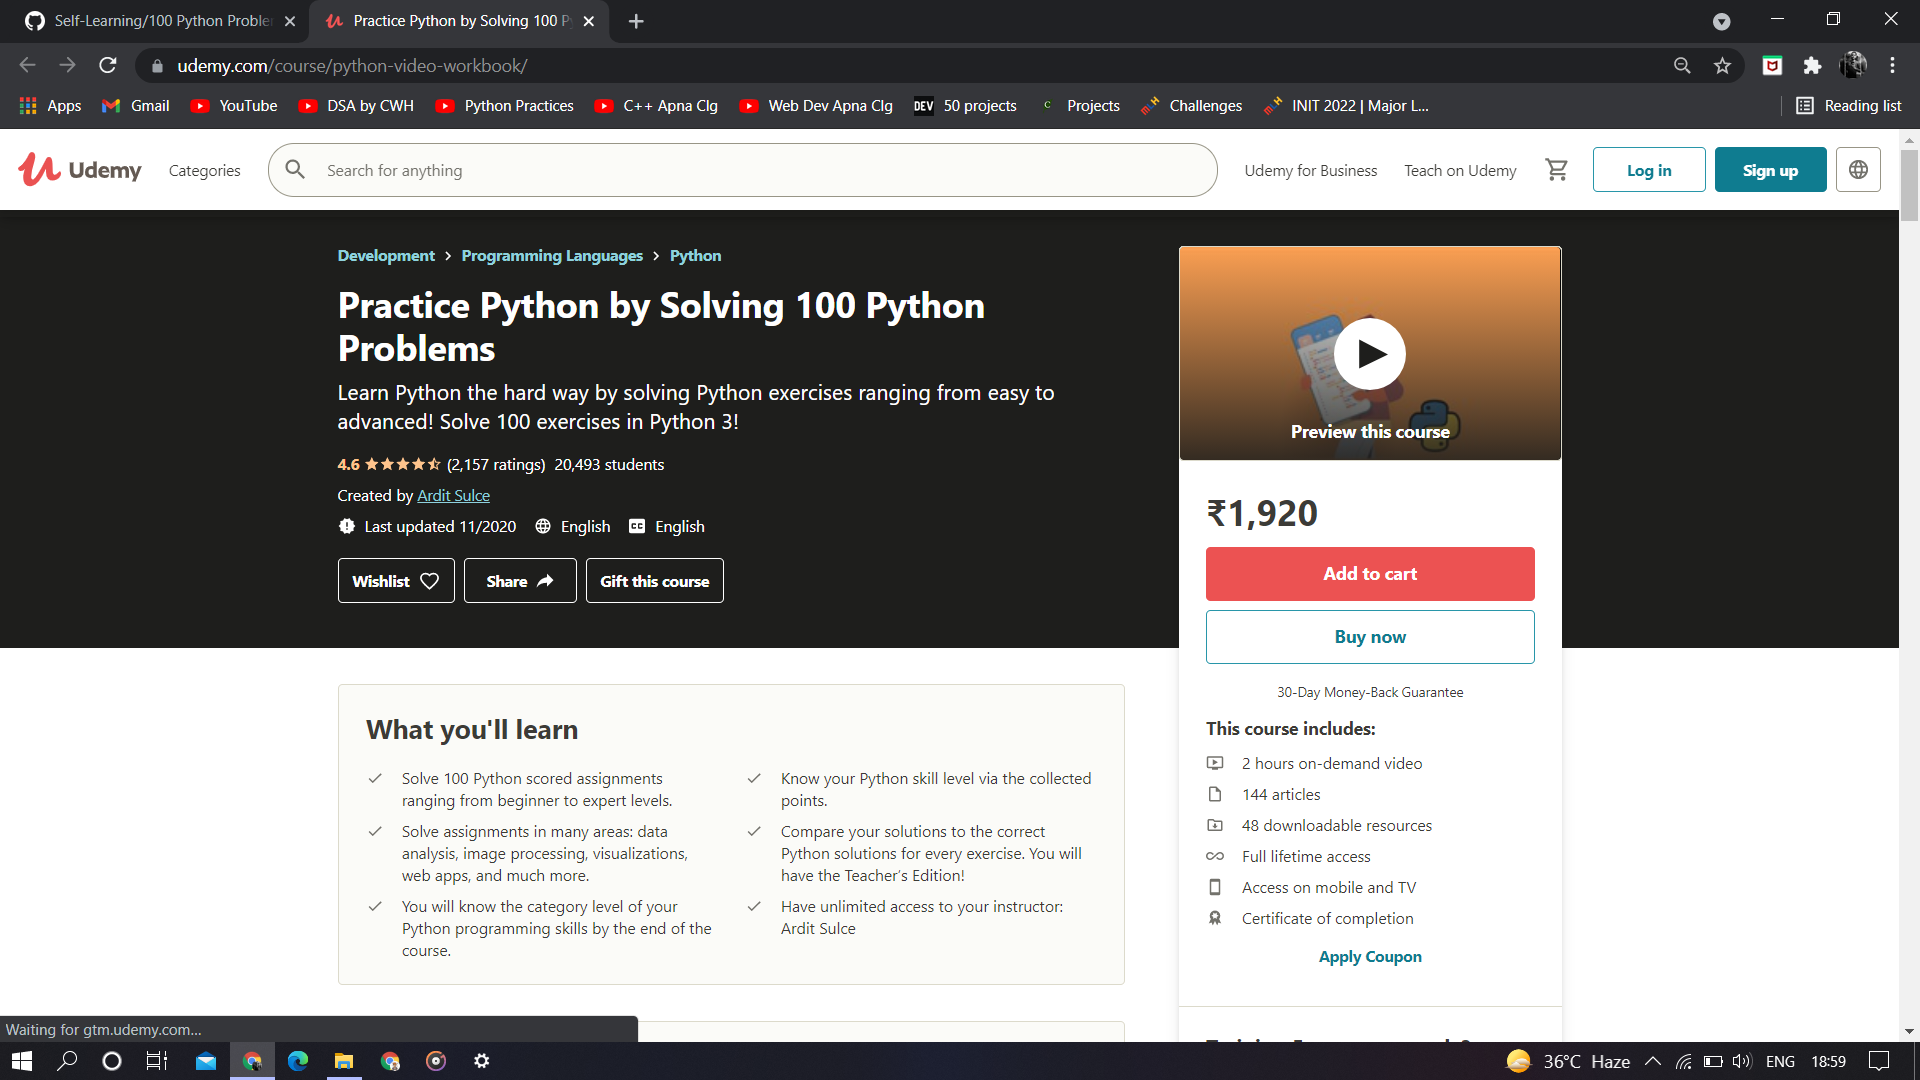 Self-Learning/100 Python Proble
Practice Python by Solving 100 P
udemy.com/course/python-video-workbook/
Apps
Gmail
YouTube
DSA by CWH
Python Practices
C++ Apna Clg
Web Dev Apna Clg
DEV 50 projects
C Projects
Challenges
INIT 2022 | Major L...
Reading list
Udemy
Categories
Search for anything
Udemy for Business
Teach on Udemy
Log in
Sign up
Development > Programming Languages > Python
Practice Python by Solving 100 Python
Problems
Learn Python the hard way by solving Python exercises ranging from easy to
advanced! Solve 100 exercises in Python 3!
4.6 (2,157 ratings) 20,493 students
Created by Ardit Sulce
Last updated 11/2020 English CC English
Wishlist
Share
Gift this course
Preview this course
₹1,920
Add to cart
Buy now
30-Day Money-Back Guarantee
This course includes:
2 hours on-demand video
144 articles
48 downloadable resources
Full lifetime access
Access on mobile and TV
Certificate of completion
Apply Coupon
What you'll learn
Solve 100 Python scored assignments
ranging from beginner to expert levels.
Solve assignments in many areas: data
analysis, image processing, visualizations,
web apps, and much more.
You will know the category level of your
Python programming skills by the end of the
course.
Know your Python skill level via the collected
points.
Compare your solutions to the correct
Python solutions for every exercise. You will
have the Teacher's Edition!
Have unlimited access to your instructor:
Ardit Sulce
Waiting for gtm.udemy.com...
36°C Haze
ENG
18:59